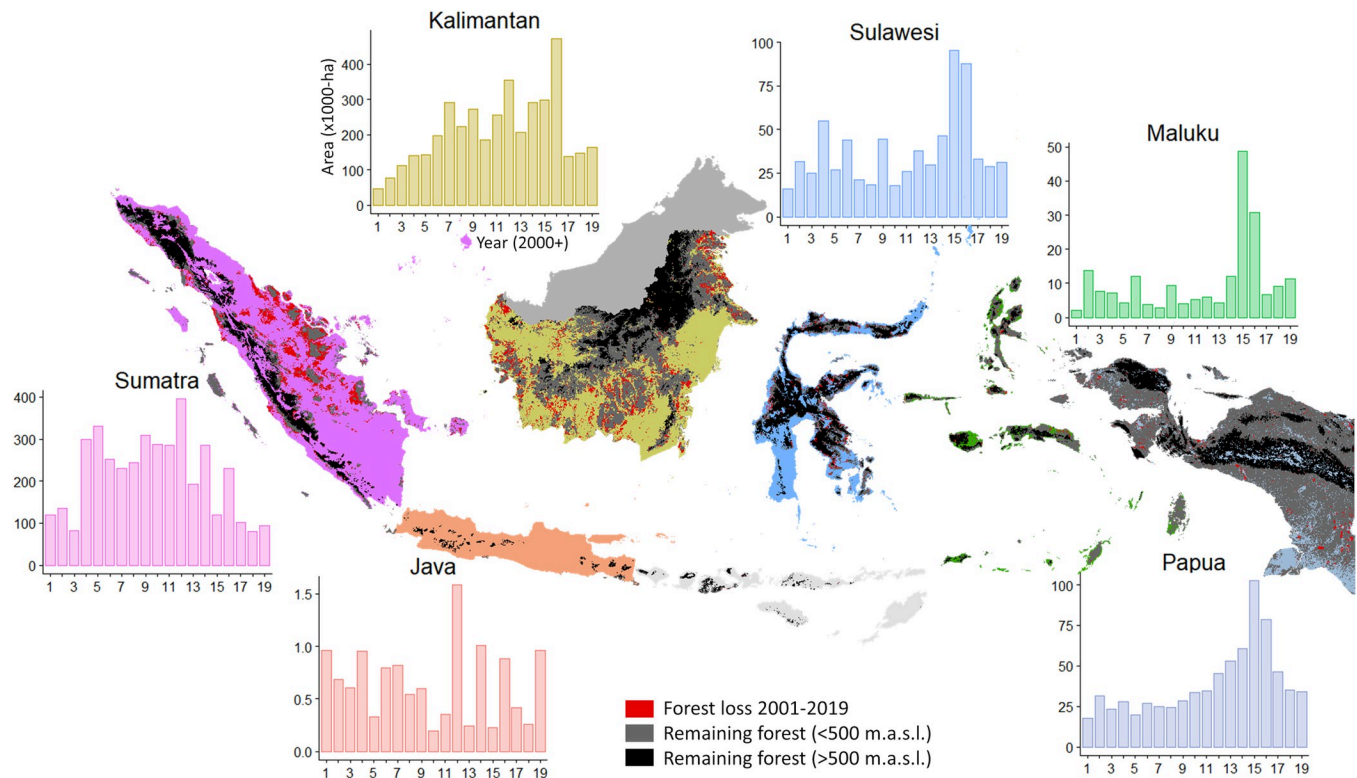 Kalimantan
Area (x1000-ha)
400
300
200
100
0
1 3 5 7 9 11 13 15 17 19
Year (2000+)
Sulawesi
100
75
50
25
0
1 3 5 7 9 11 13 15 17 19
Maluku
50
40
30
20
10
0
1 3 5 7 9 11 13 15 17 19
Sumatra
400
300
200
100
0
1 3 5 7 9 11 13 15 17 19
Java
1.5
1.0
0.5
0.0
1 3 5 7 9 11 13 15 17 19
Papua
100
75
50
25
0
1 3 5 7 9 11 13 15 17 19
Forest loss 2001-2019
Remaining forest (<500 m.a.s.l.)
Remaining forest (>500 m.a.s.l.)